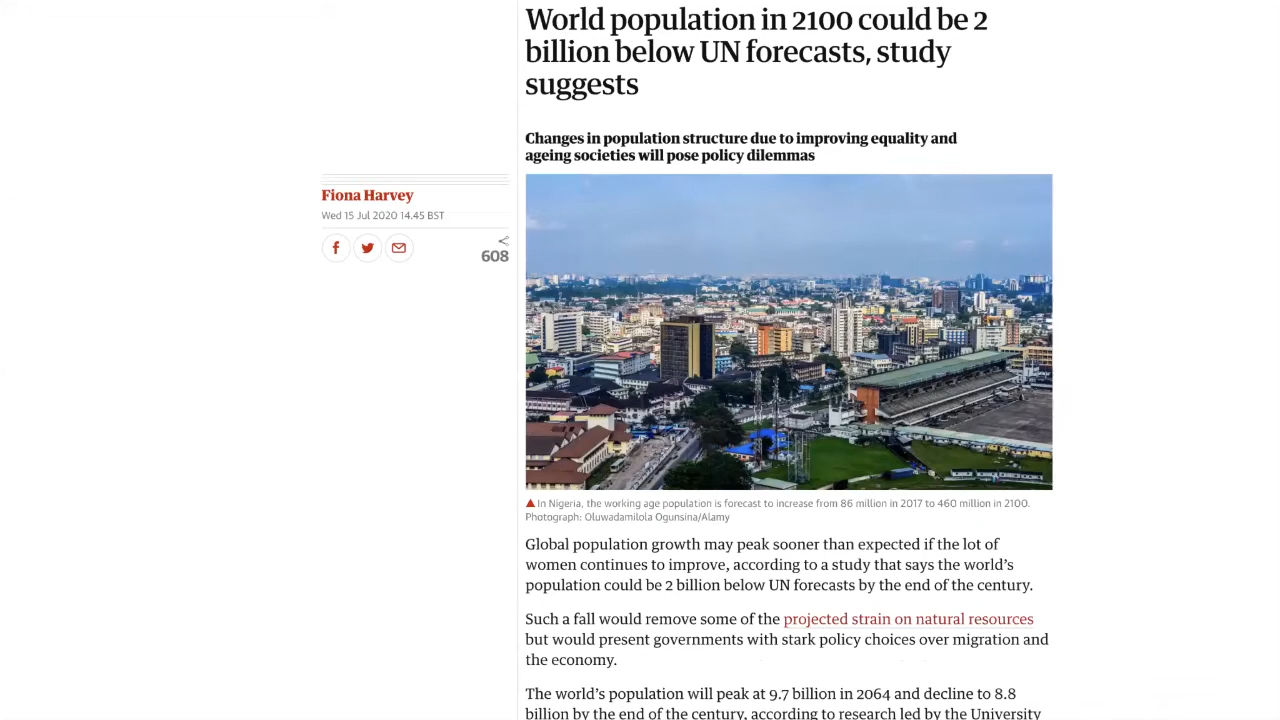 World population in 2100 could be 2
billion below UN forecasts, study
suggests
Changes in population structure due to improving equality and
ageing societies will pose policy dilemmas
Fiona Harvey
Wed 15 Jul 2020 14.45 BST
608
In Nigeria, the working age population is forecast to increase from 86 million in 2017 to 460 million in 2100.
Photograph: Oluwadamilola Ogunsina/Alamy
Global population growth may peak sooner than expected if the lot of
women continues to improve, according to a study that says the world’s
population could be 2 billion below UN forecasts by the end of the century.
Such a fall would remove some of the projected strain on natural resources
but would present governments with stark policy choices over migration and
the economy.
The world’s population will peak at 9.7 billion in 2064 and decline to 8.8
billion by the end of the century, according to research led by the University